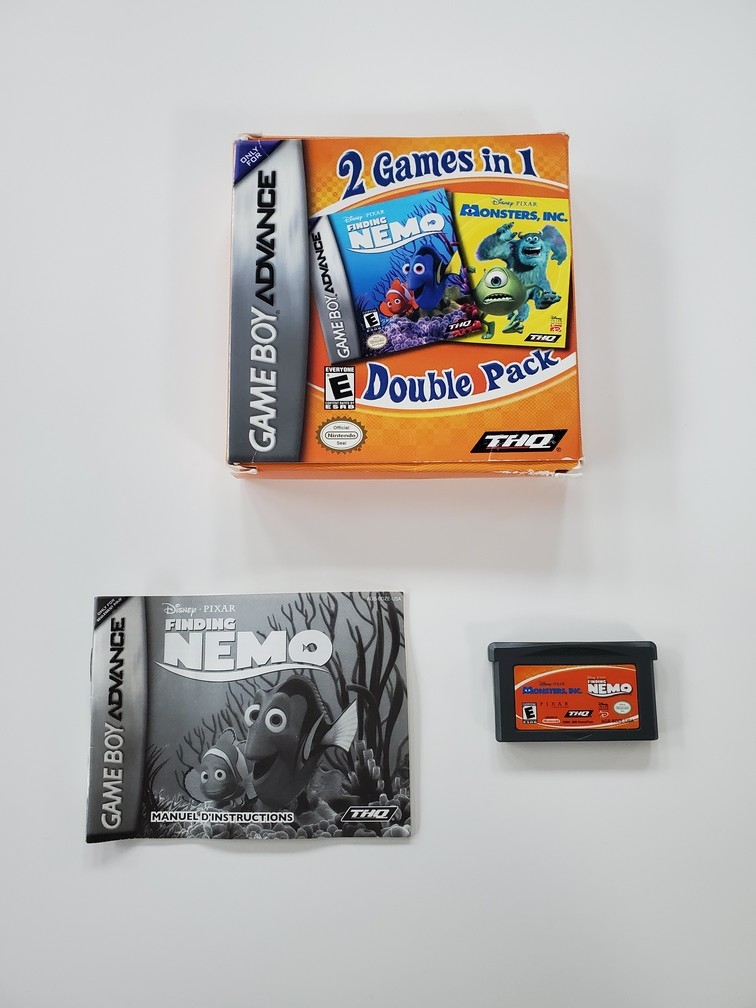 ONLY
FOR
GAME BOY ADVANCE
2 Games in 1
Disney · PIXAR
FINDING
NEMO
GAME BOY ADVANCE
E
THQ
Disney · PIXAR
MONSTERS, INC.
THQ
EVERYONE
E
ESRB
Double Pack
Official
Nintendo
Seal
THQ
GAME BOY ADVANCE
Disney · PIXAR
FINDING
NEMO
MANUEL D'INSTRUCTIONS
THQ
MONSTERS, INC.
FINDING
NEMO
PIXAR
E
THQ